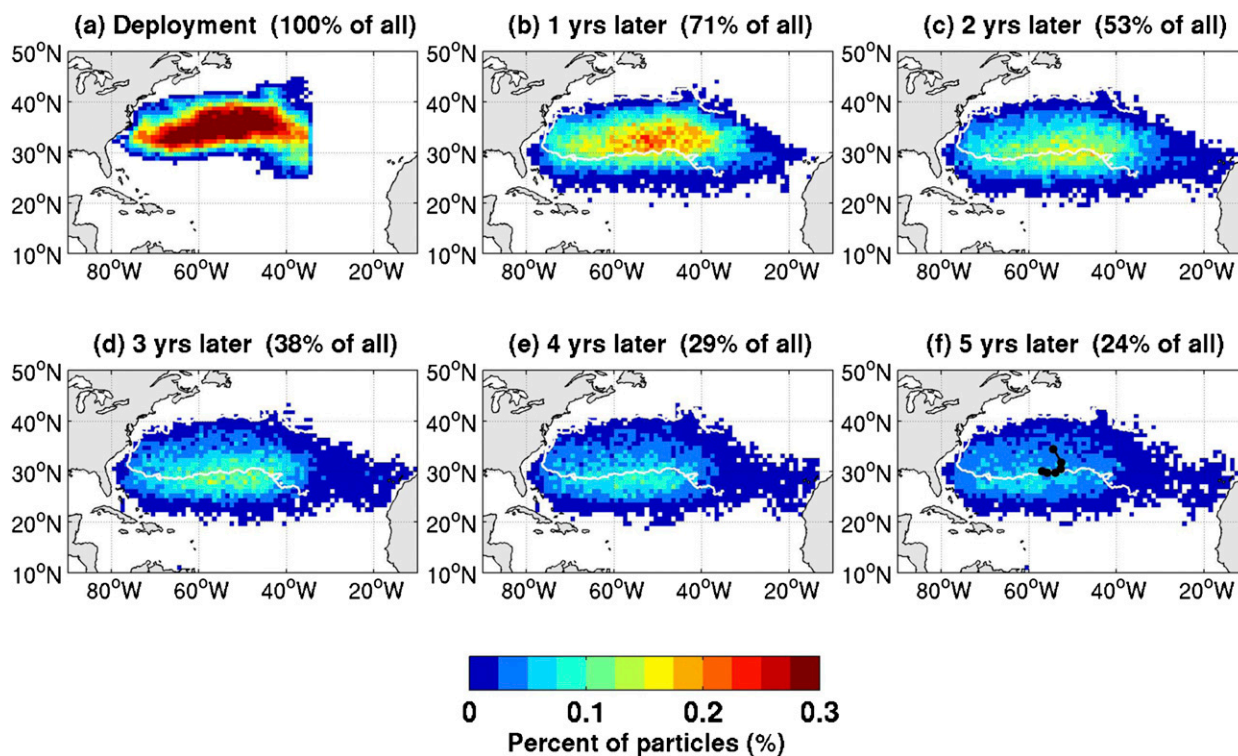 (a) Deployment (100% of all) (b) 1 yrs later (71% of all) (c) 2 yrs later (53% of all)
50°N 50°N 50°N
40°N 40°N 40°N
30°N 30°N 30°N
20°N 20°N 20°N
10°N 10°N 10°N
80°W 60°W 40°W 20°W 80°W 60°W 40°W 20°W 80°W 60°W 40°W 20°W
(d) 3 yrs later (38% of all) (e) 4 yrs later (29% of all) (f) 5 yrs later (24% of all)
50°N 50°N 50°N
40°N 40°N 40°N
30°N 30°N 30°N
20°N 20°N 20°N
10°N 10°N 10°N
80°W 60°W 40°W 20°W 80°W 60°W 40°W 20°W 80°W 60°W 40°W 20°W
0 0.1 0.2 0.3
Percent of particles (%)